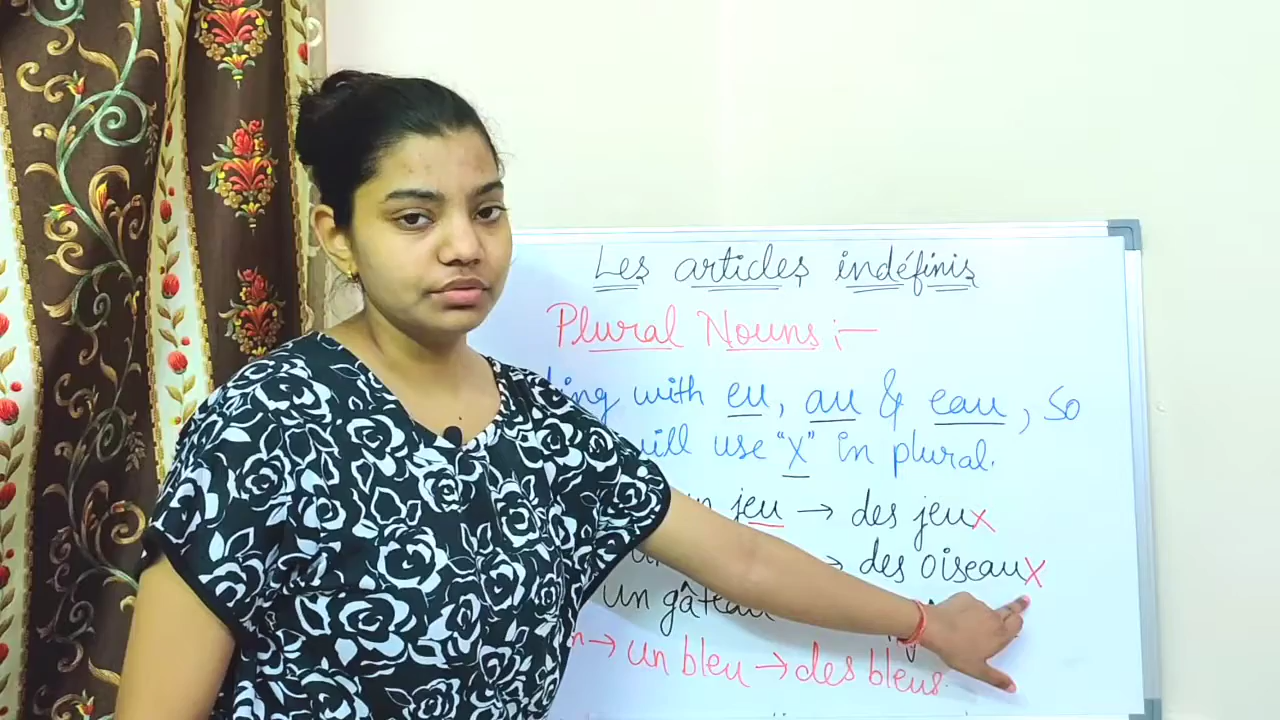 Les articles indéfinis
Plural Nouns :-
with eu, au & eau, so
will use "x" in plural.
jeu → des jeux
→ des oiseaux
un gâteau
→ un bleu → des bleus.